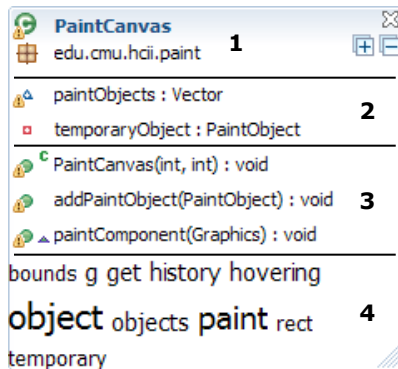 PaintCanvas
edu.cmu.hcii.paint 1
paintObjects : Vector
2
temporaryObject : PaintObject
C PaintCanvas(int, int) : void
addPaintObject(PaintObject) : void 3
paintComponent(Graphics) : void
bounds g get history hovering
object objects paint rect 4
temporary